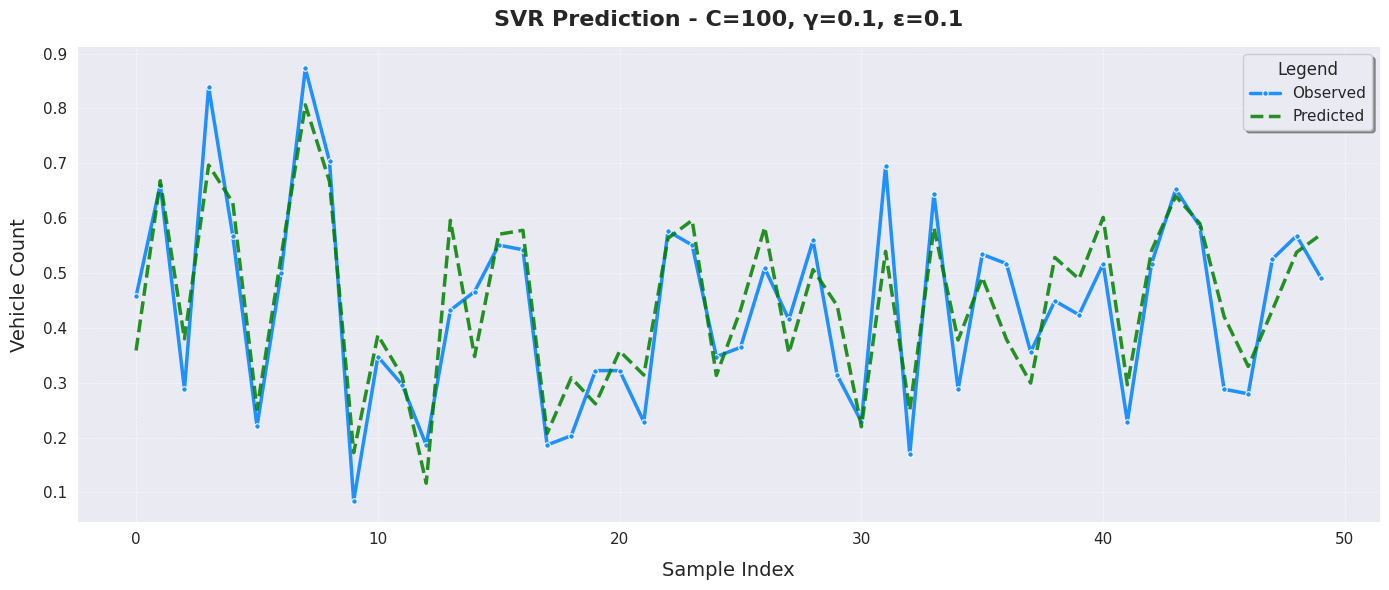 SVR Prediction - C=100, γ=0.1, ε=0.1
Legend
Observed
Predicted
Vehicle Count
0.9
0.8
0.7
0.6
0.5
0.4
0.3
0.2
0.1
0 10 20 30 40 50
Sample Index